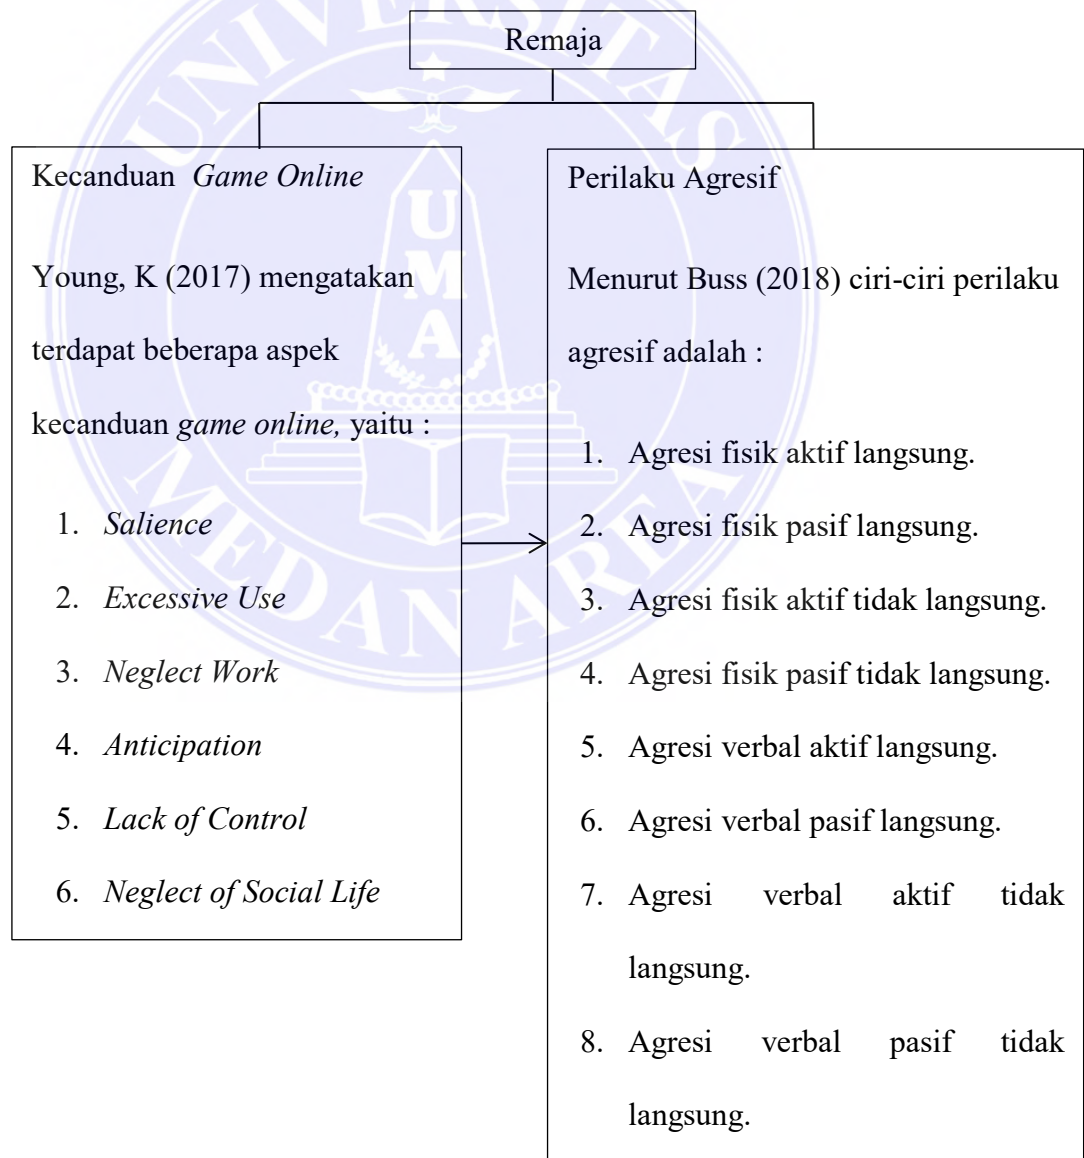 Remaja
Kecanduan Game Online
Young, K (2017) mengatakan
terdapat beberapa aspek
kecanduan game online, yaitu :
1. Salience
2. Excessive Use
3. Neglect Work
4. Anticipation
5. Lack of Control
6. Neglect of Social Life
Perilaku Agresif
Menurut Buss (2018) ciri-ciri perilaku
agresif adalah :
1. Agresi fisik aktif langsung.
2. Agresi fisik pasif langsung.
3. Agresi fisik aktif tidak langsung.
4. Agresi fisik pasif tidak langsung.
5. Agresi verbal aktif langsung.
6. Agresi verbal pasif langsung.
7. Agresi verbal aktif tidak
langsung.
8. Agresi verbal pasif tidak
langsung.
UNIVERSITAS
MEDAN AREA
UMA